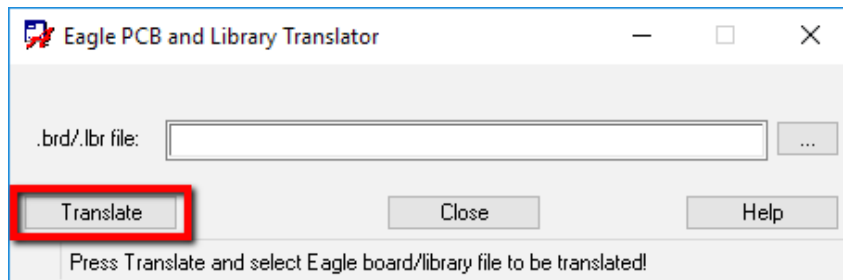 Eagle PCB and Library Translator
.brd/.lbr file:
...
Translate
Close
Help
Press Translate and select Eagle board/library file to be translated!